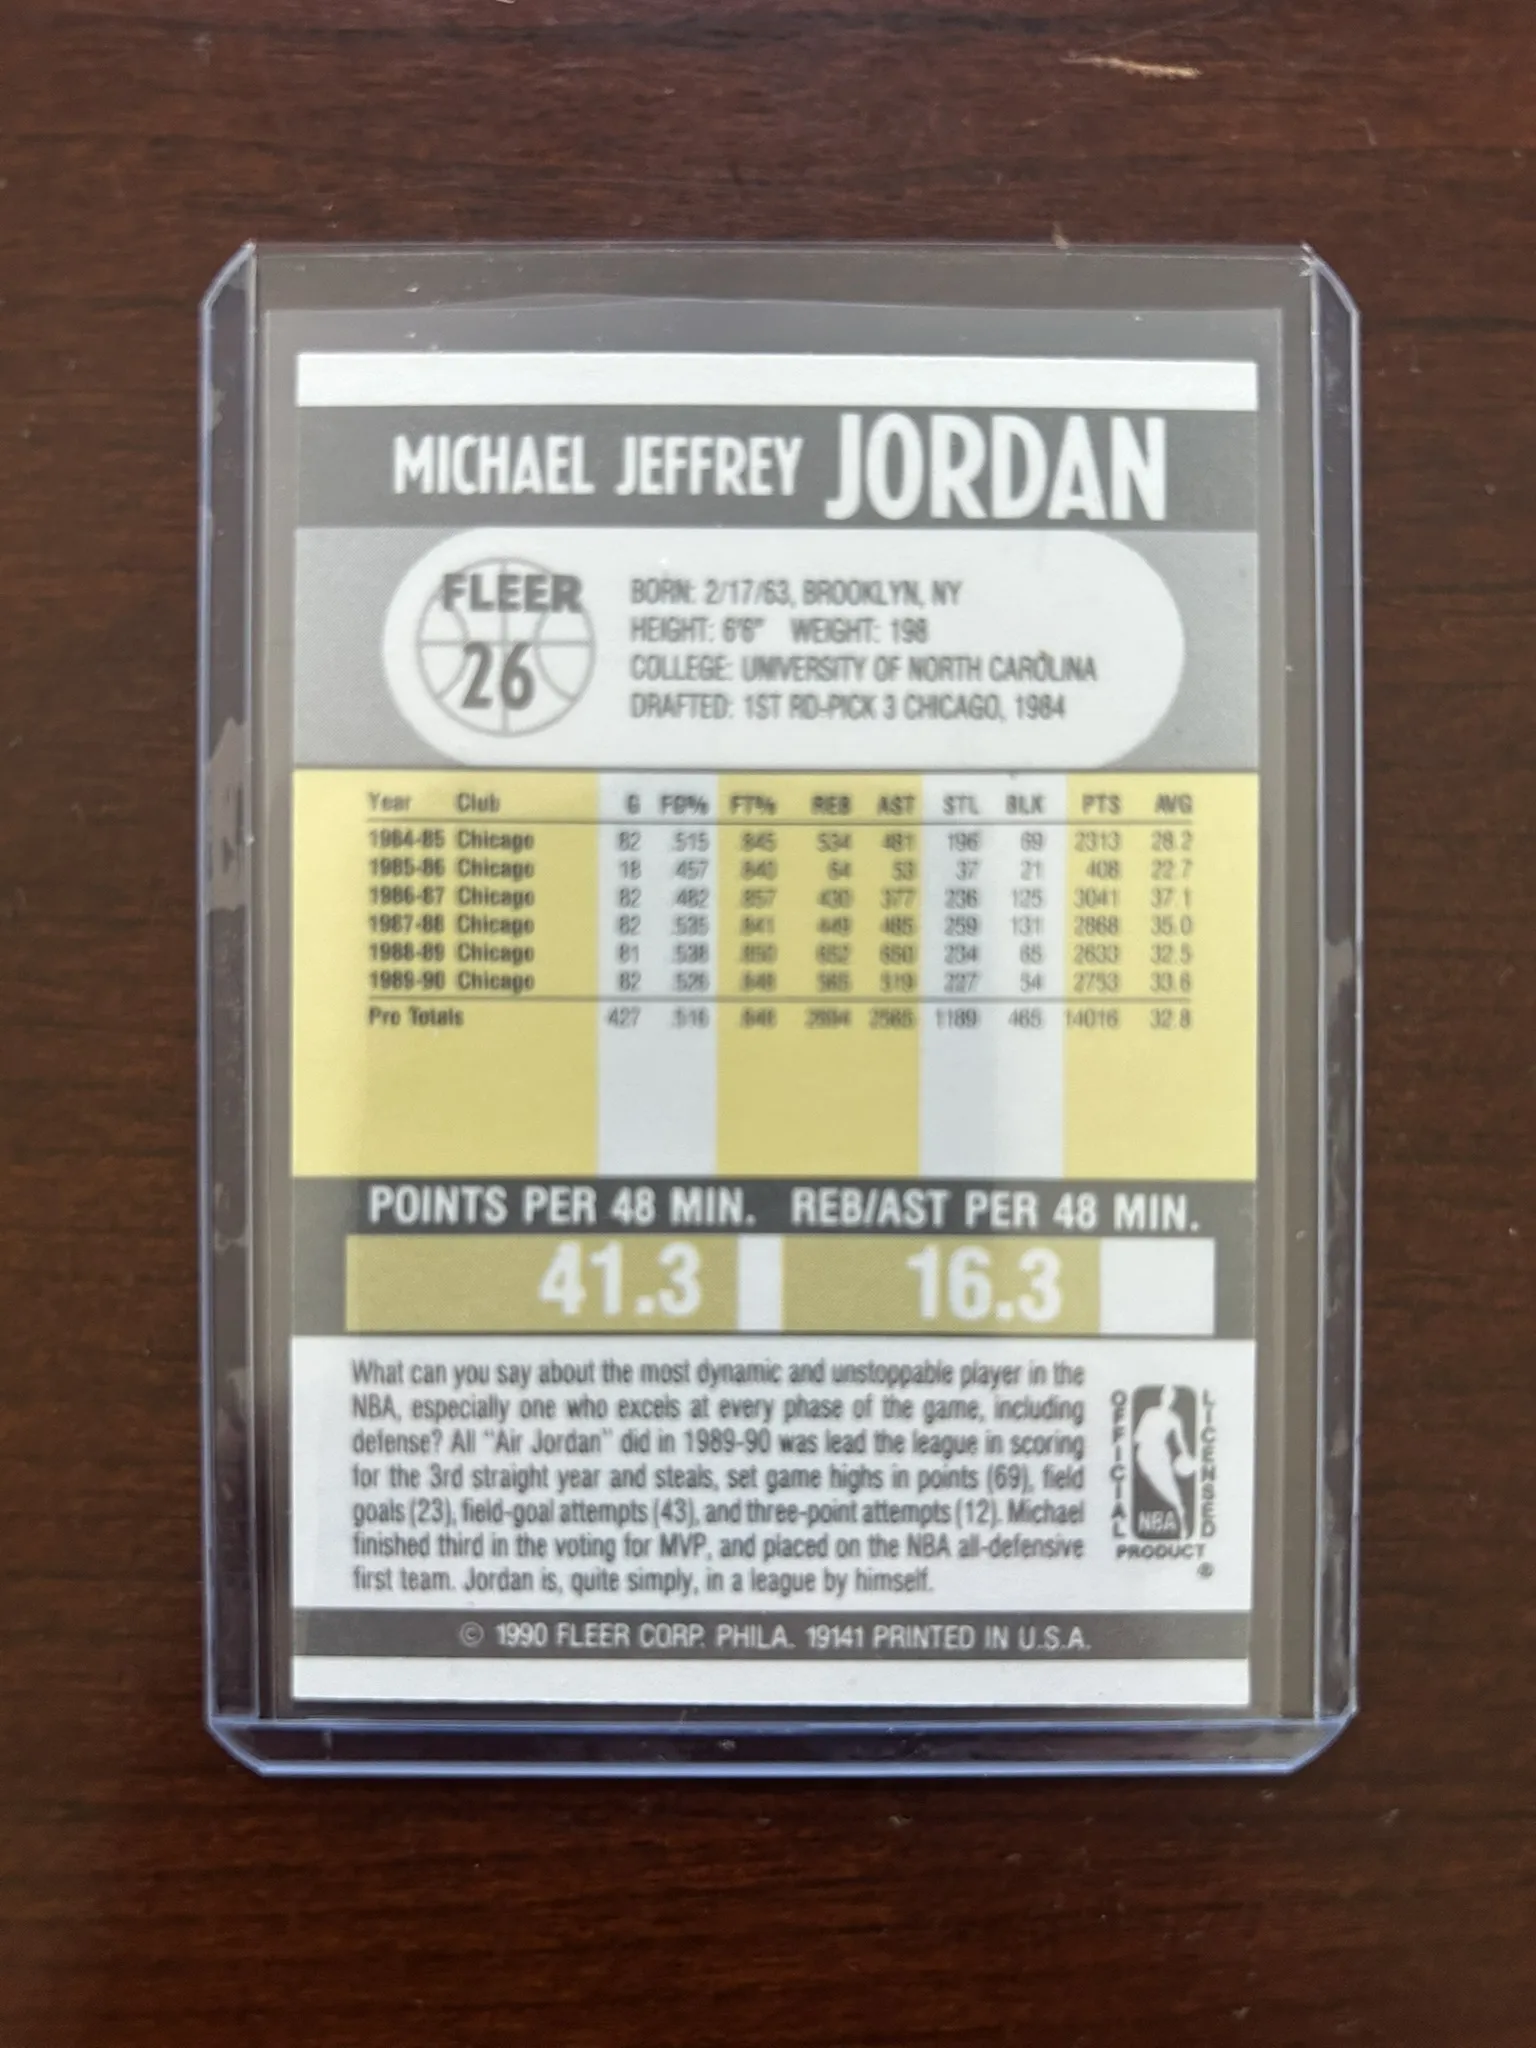 MICHAEL JEFFREY JORDAN
FLEER
26
BORN: 2/17/63, BROOKLYN, NY
HEIGHT: 6'6" WEIGHT: 198
COLLEGE: UNIVERSITY OF NORTH CAROLINA
DRAFTED: 1ST RD-PICK 3 CHICAGO, 1984
Year Club G FG% FT% REB AST STL BLK PTS AVG
1984-85 Chicago 82 .515 .845 534 481 196 69 2313 28.2
1985-86 Chicago 18 .457 .840 64 53 37 21 408 22.7
1986-87 Chicago 82 .482 .857 430 377 236 125 3041 37.1
1987-88 Chicago 82 .535 .841 449 485 259 131 2868 35.0
1988-89 Chicago 81 .538 .850 652 650 234 65 2633 32.5
1989-90 Chicago 82 .526 .848 565 519 227 54 2753 33.6
Pro Totals 427 .516 .848 2694 2565 1189 465 14016 32.8
POINTS PER 48 MIN. REB/AST PER 48 MIN.
41.3 16.3
What can you say about the most dynamic and unstoppable player in the
NBA, especially one who excels at every phase of the game, including
defense? All "Air Jordan" did in 1989-90 was lead the league in scoring
for the 3rd straight year and steals, set game highs in points (69), field
goals (23), field-goal attempts (43), and three-point attempts (12). Michael
finished third in the voting for MVP, and placed on the NBA all-defensive
first team. Jordan is, quite simply, in a league by himself.
OFFICIAL
NBA
LICENSED
PRODUCT
®
© 1990 FLEER CORP. PHILA. 19141 PRINTED IN U.S.A.